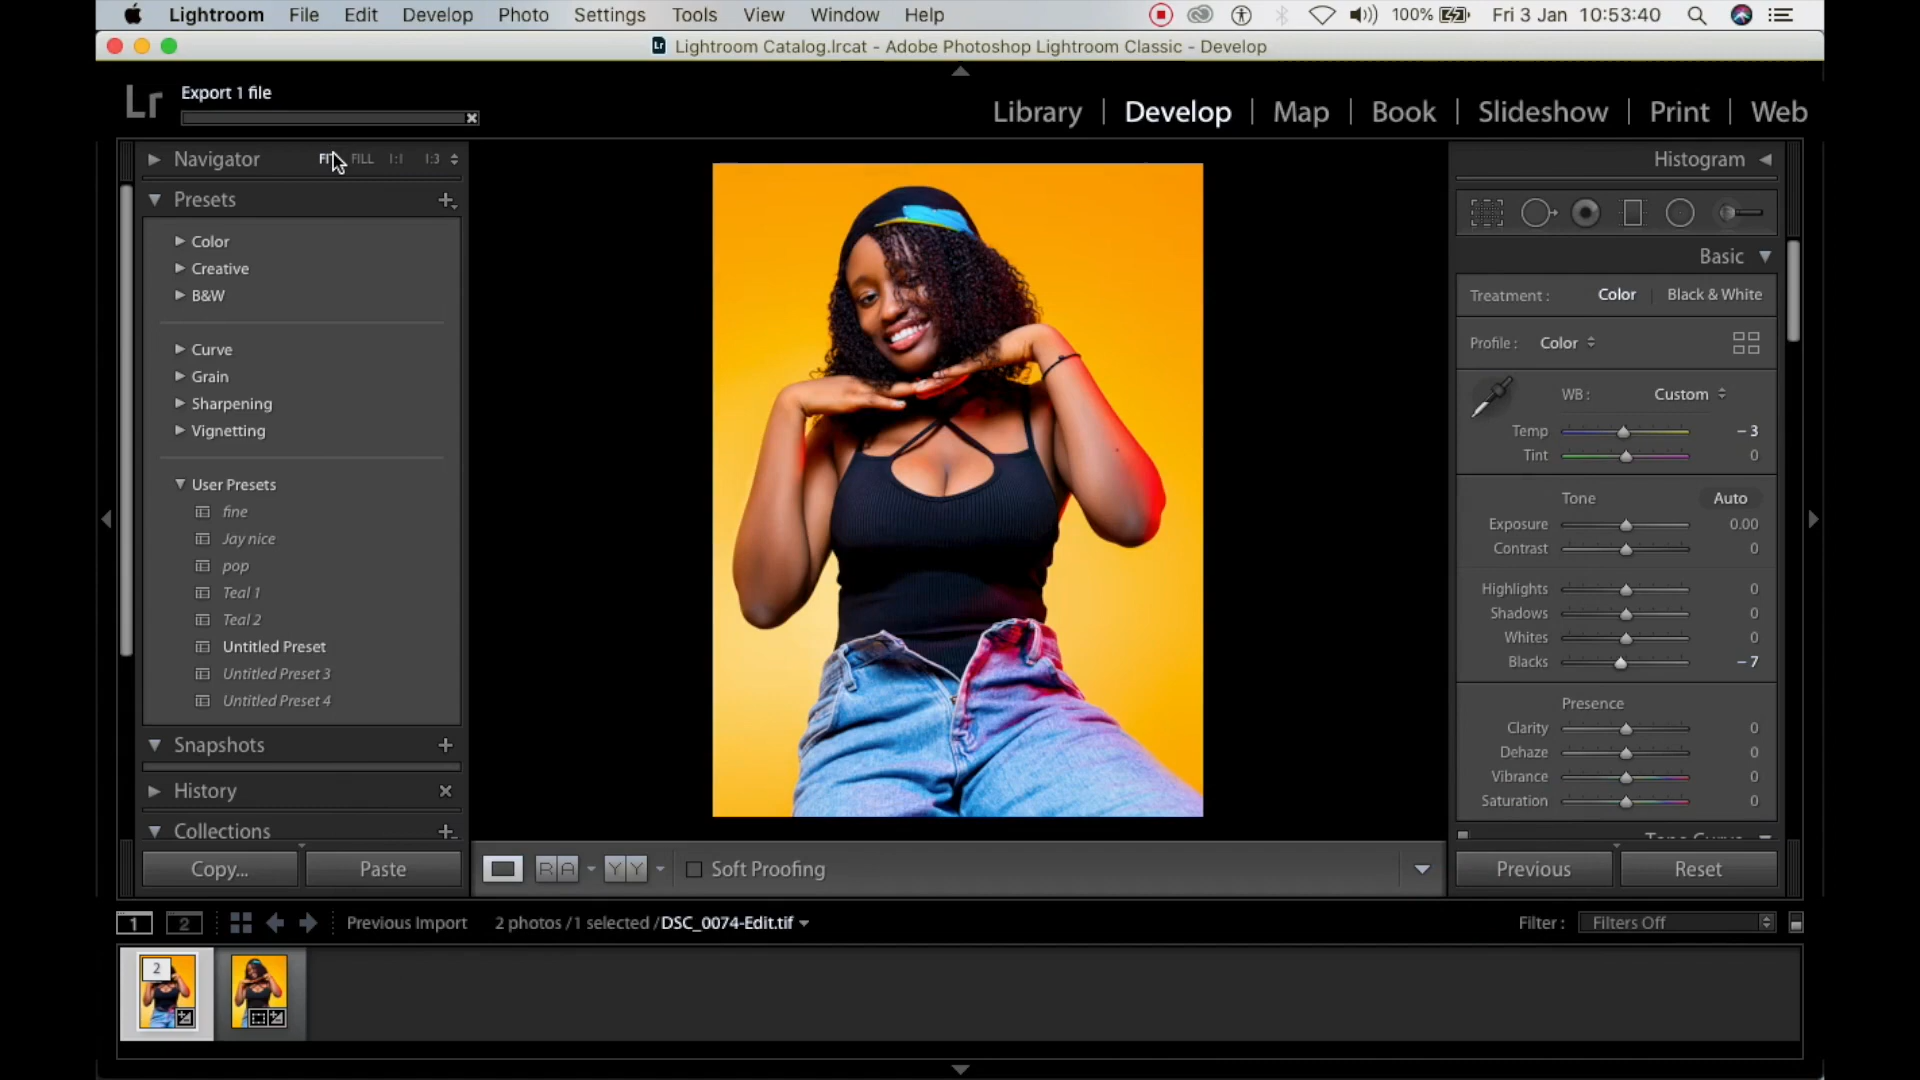 Lightroom File Edit Develop Photo Settings Tools View Window Help 100% Fri 3 Jan 10:53:40
Lr Lightroom Catalog.lrcat - Adobe Photoshop Lightroom Classic - Develop
Lr Export 1 file
Library | Develop | Map | Book | Slideshow | Print | Web
Navigator FIT FILL 1:1 1:3
Presets
Color
Creative
B&W
Curve
Grain
Sharpening
Vignetting
User Presets
fine
Jay nice
pop
Teal 1
Teal 2
Untitled Preset
Untitled Preset 3
Untitled Preset 4
Snapshots
History
Collections
Copy... Paste
R A Y Y Soft Proofing
Histogram
Basic
Treatment : Color Black & White
Profile : Color
WB : Custom
Temp – 3
Tint 0
Tone Auto
Exposure 0.00
Contrast 0
Highlights 0
Shadows 0
Whites 0
Blacks – 7
Presence
Clarity 0
Dehaze 0
Vibrance 0
Saturation 0
Tone Curve
Previous Reset
1 2 Previous Import 2 photos / 1 selected / DSC_0074-Edit.tif Filter : Filters Off
2